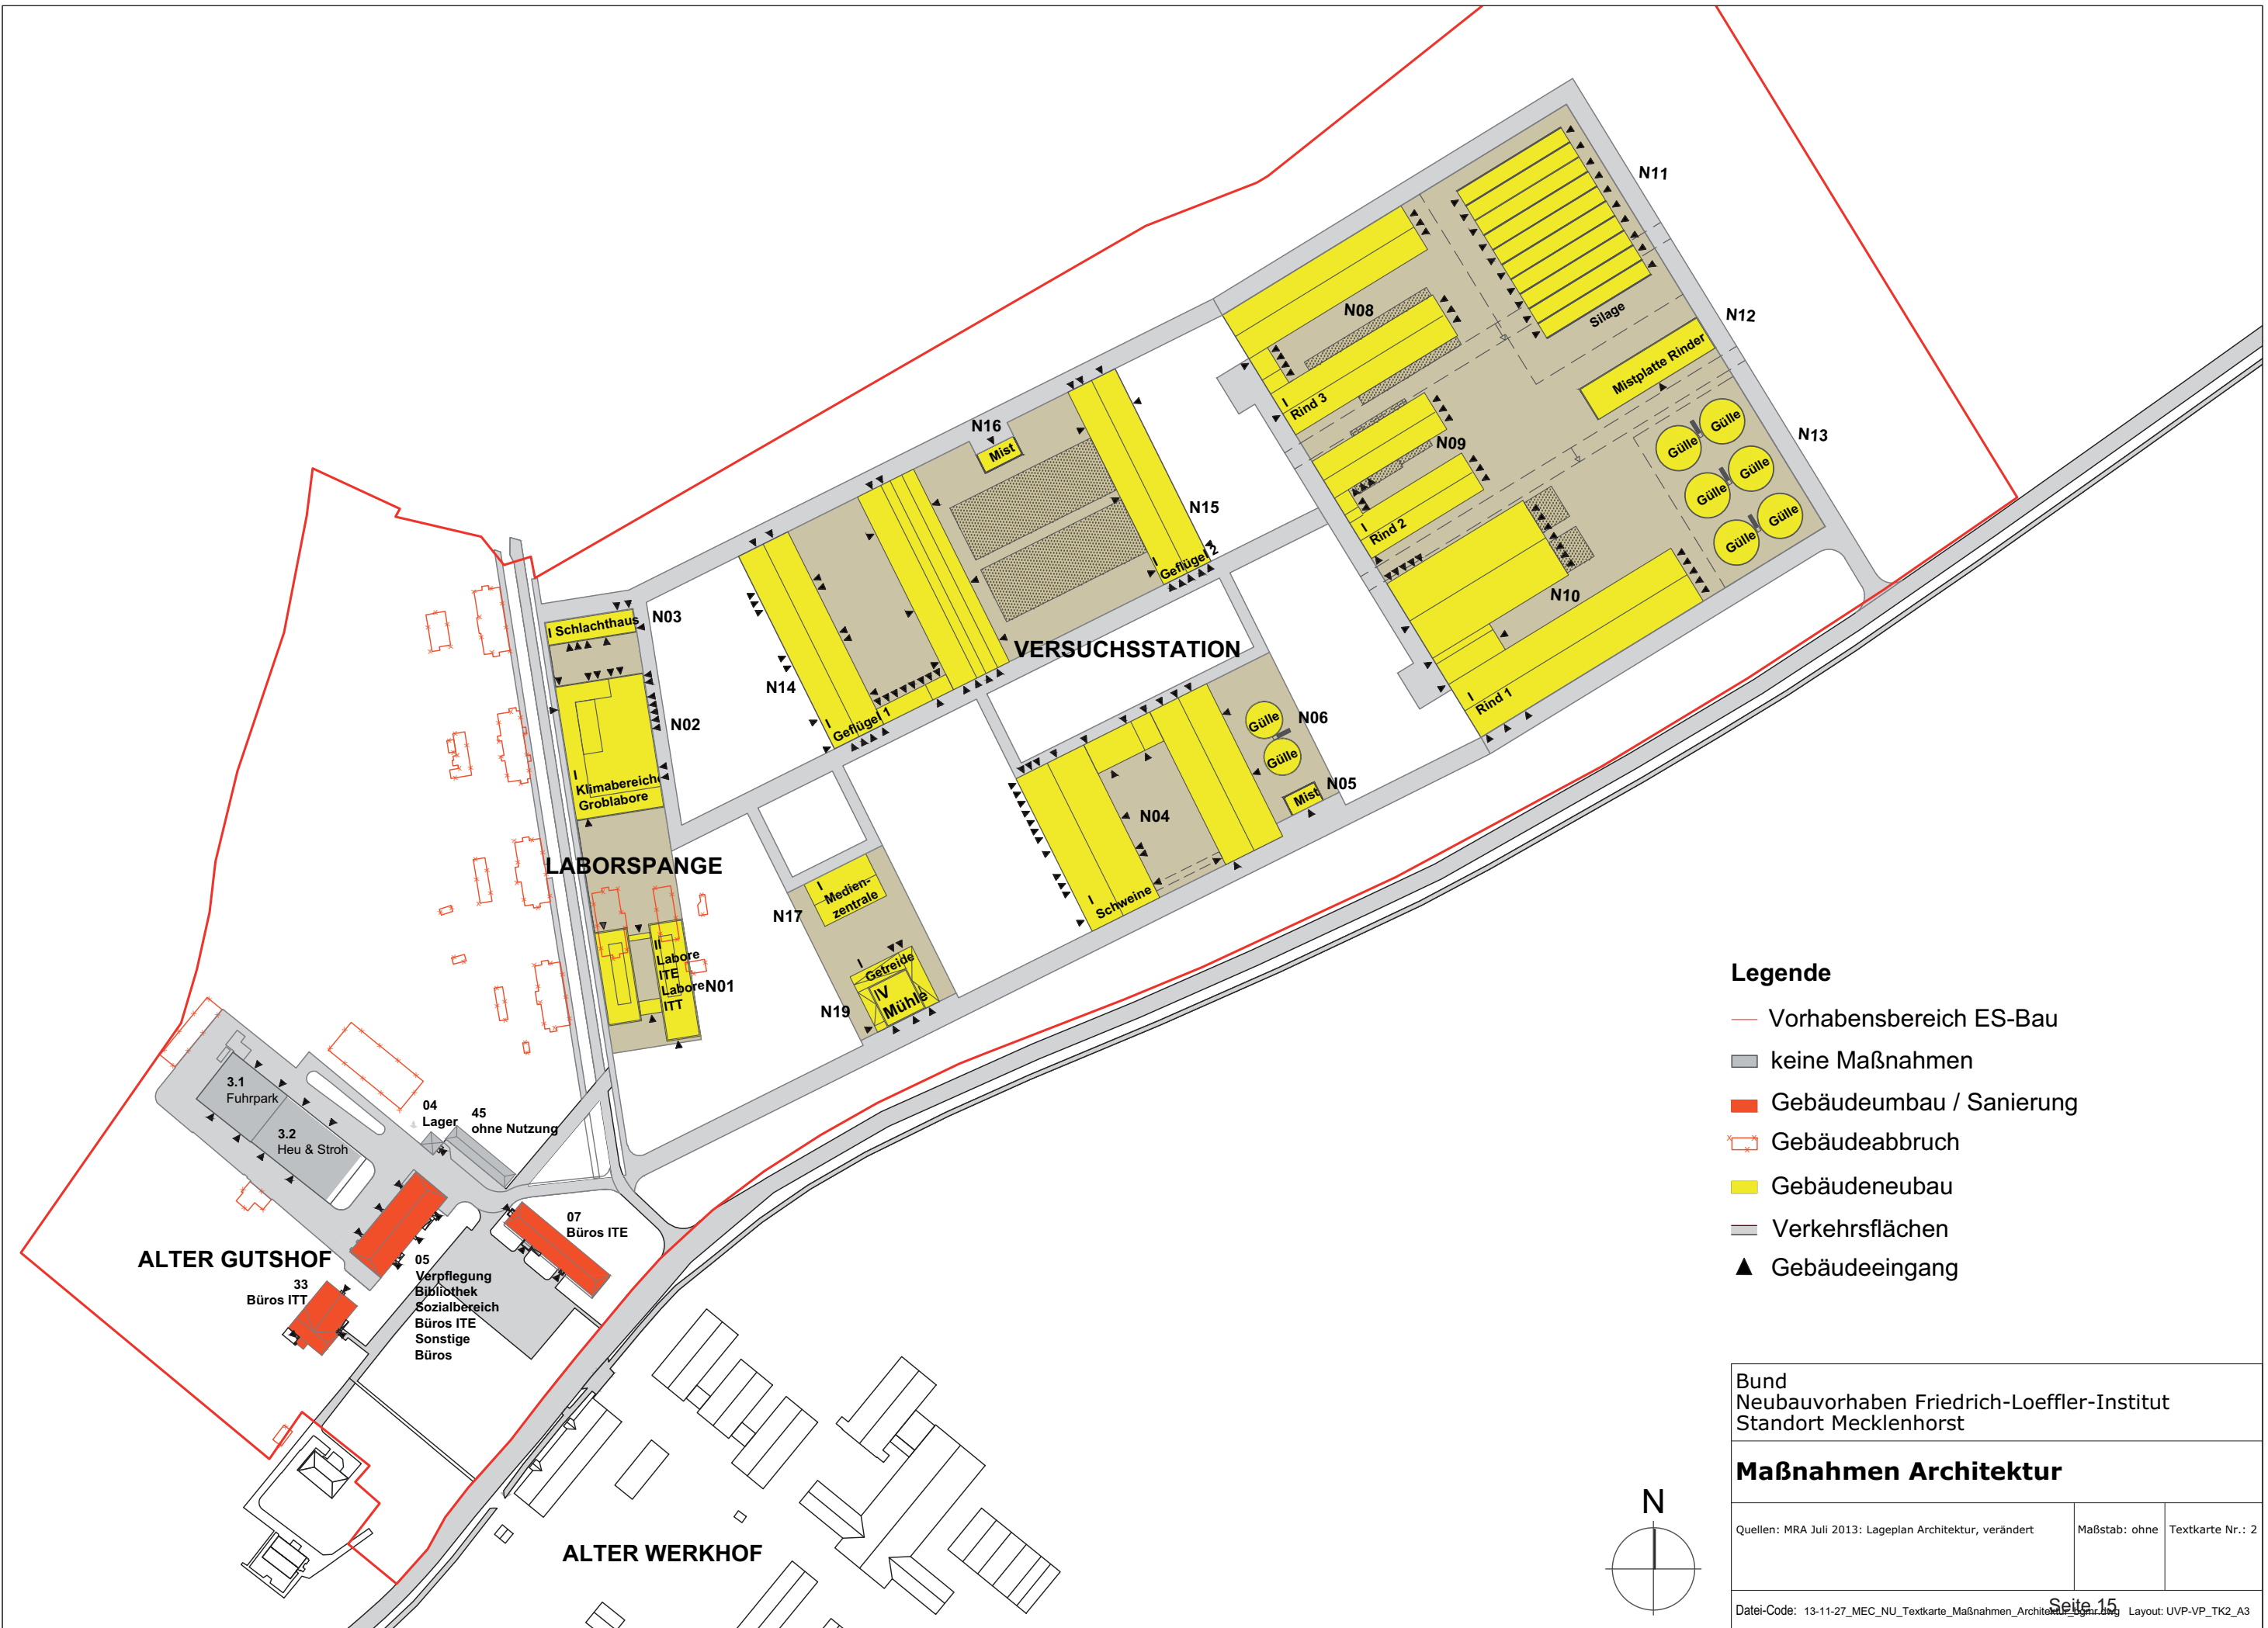 N11
N12
N13
N08
Silage
Mistplatte Rinder
I
Rind 3
N09
Gülle
Gülle
Gülle
Gülle
Gülle
Gülle
I
Rind 2
N10
I
Rind 1
N16
Mist
N15
I
Geflügel 2
N14
I
Geflügel 1
VERSUCHSSTATION
N03
I Schlachthaus
N02
I
Klimabereiche
Groblabore
LABORSPANGE
N06
Gülle
Gülle
N05
Mist
N04
I
Schweine
N17
I
Medien-
zentrale
I
Getreide
N19
IV
Mühle
II
Labore
ITE
Labore
ITT
N01
3.1
Fuhrpark
3.2
Heu & Stroh
04
Lager
45
ohne Nutzung
07
Büros ITE
ALTER GUTSHOF
33
Büros ITT
05
Verpflegung
Bibliothek
Sozialbereich
Büros ITE
Sonstige
Büros
ALTER WERKHOF
Legende
Vorhabensbereich ES-Bau
keine Maßnahmen
Gebäudeumbau / Sanierung
Gebäudeabbruch
Gebäudeneubau
Verkehrsflächen
Gebäudeeingang
N
Bund
Neubauvorhaben Friedrich-Loeffler-Institut
Standort Mecklenhorst
Maßnahmen Architektur
Quellen: MRA Juli 2013: Lageplan Architektur, verändert
Maßstab: ohne
Textkarte Nr.: 2
Datei-Code: 13-11-27_MEC_NU_Textkarte_Maßnahmen_Architektur_bgmr.dwg Layout: UVP-VP_TK2_A3
Seite 15